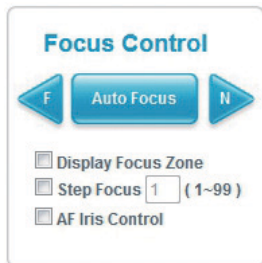 Focus Control
F Auto Focus N
Display Focus Zone
Step Focus 1 ( 1~99 )
AF Iris Control